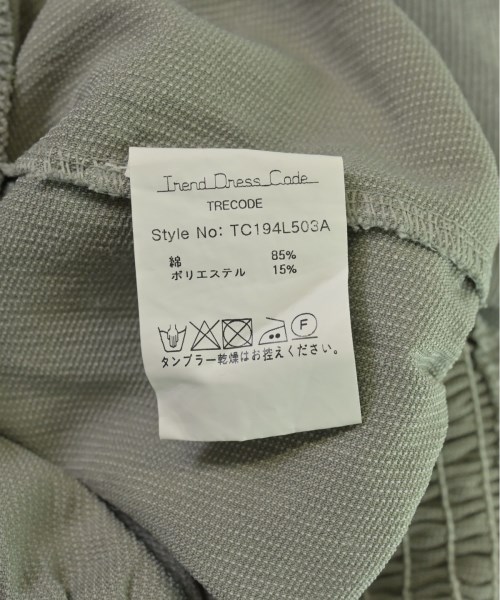 Trend Dress Code
TRECODE
Style No: TC194L503A
綿 85%
ポリエステル 15%
F
タンブラー乾燥はお控えください。